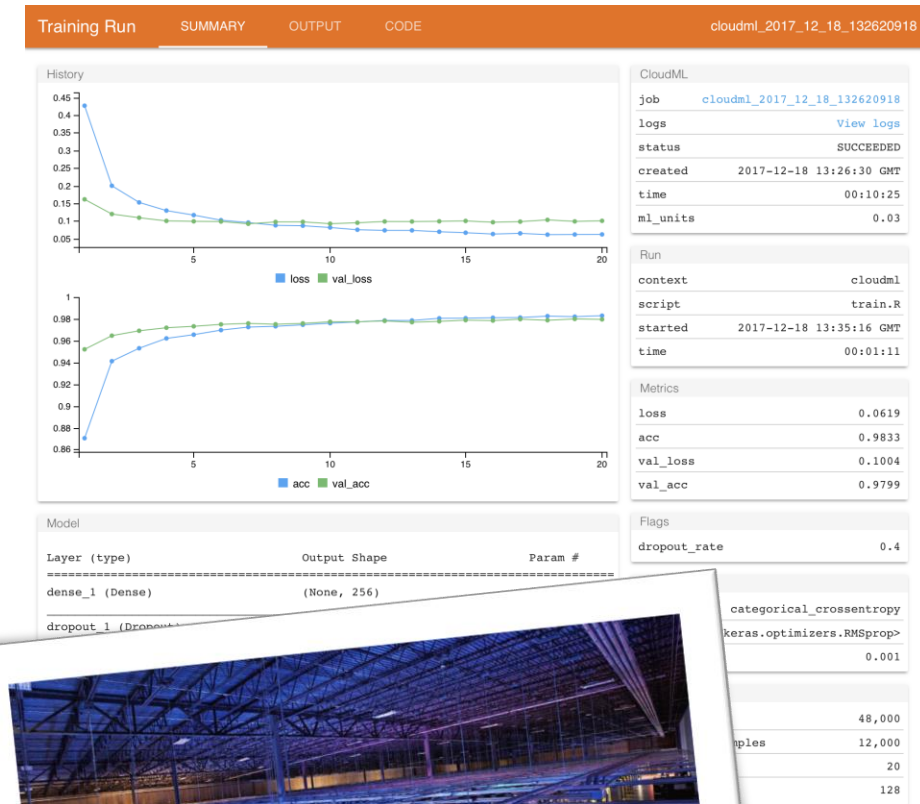 Training Run SUMMARY OUTPUT CODE cloudml_2017_12_18_132620918
History
0.45
0.4
0.35
0.3
0.25
0.2
0.15
0.1
0.05
5 10 15 20
loss val_loss
1
0.98
0.96
0.94
0.92
0.9
0.88
0.86
5 10 15 20
acc val_acc
Model
Layer (type) Output Shape Param #
================================================================================
dense_1 (Dense) (None, 256)
dropout_1
CloudML
job cloudml_2017_12_18_132620918
logs View logs
status SUCCEEDED
created 2017-12-18 13:26:30 GMT
time 00:10:25
ml_units 0.03
Run
context cloudml
script train.R
started 2017-12-18 13:35:16 GMT
time 00:01:11
Metrics
loss 0.0619
acc 0.9833
val_loss 0.1004
val_acc 0.9799
Flags
dropout_rate 0.4
categorical_crossentropy
keras.optimizers.RMSprop>
0.001
48,000
12,000
20
128